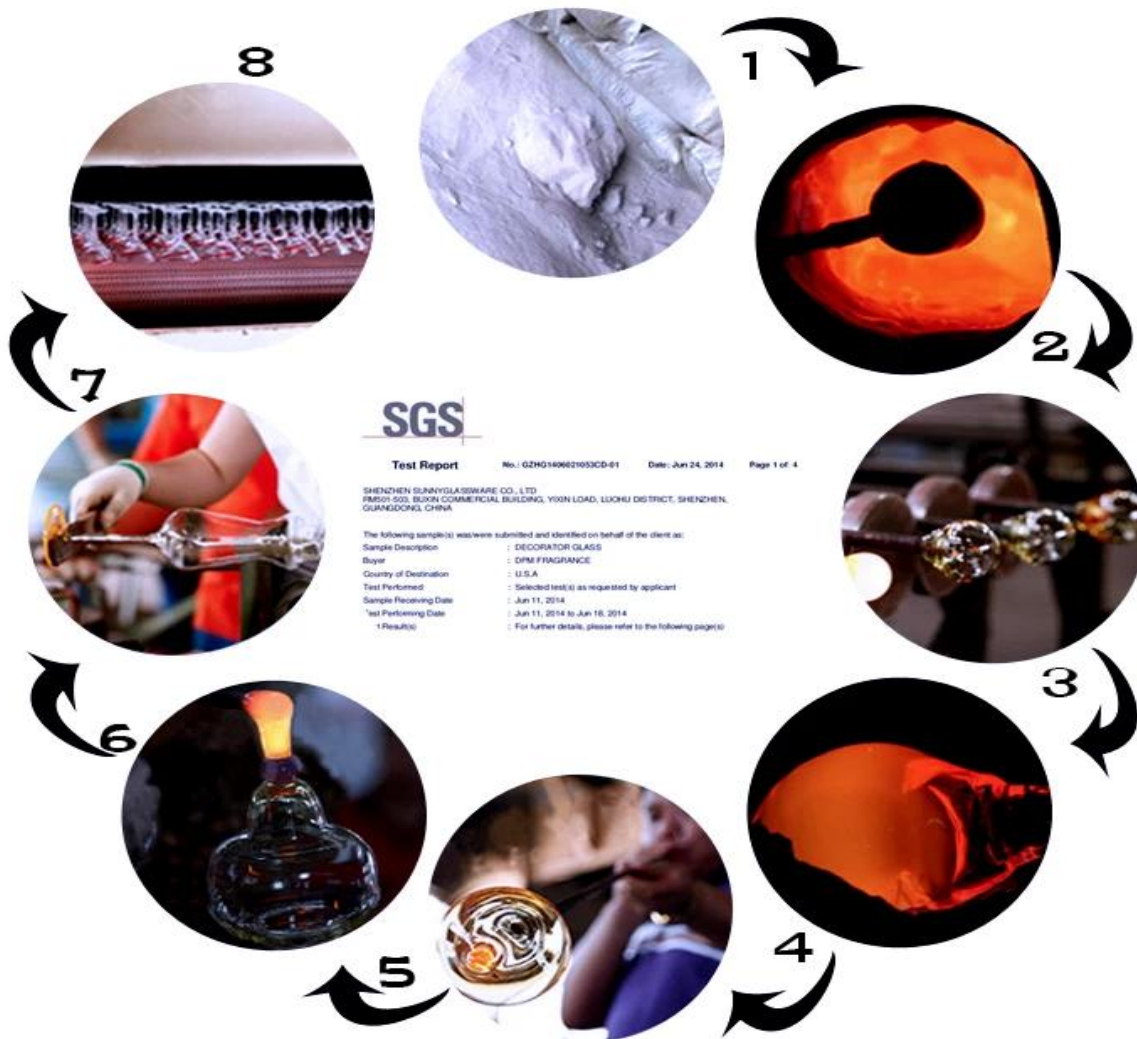 8
1
2
7
SGS
Test Report No.: GZHG1406021053CD-01 Date: Jun 24, 2014 Page 1 of 4
SHENZHEN SUNNYGLASSWARE CO., LTD
RM501-503, BUXIN COMMERCIAL BUILDING, YIXIN LOAD, LUOHU DISTRICT, SHENZHEN,
GUANGDONG, CHINA
The following sample(s) was/were submitted and identified on behalf of the client as:
Sample Description : DECORATOR GLASS
Buyer : DPM FRAGRANCE
Country of Destination : U.S.A
Test Performed : Selected test(s) as requested by applicant
Sample Receiving Date : Jun 11, 2014
Test Performing Date : Jun 11, 2014 to Jun 18, 2014
t Result(s) : For further details, please refer to the following page(s)
3
6
4
5